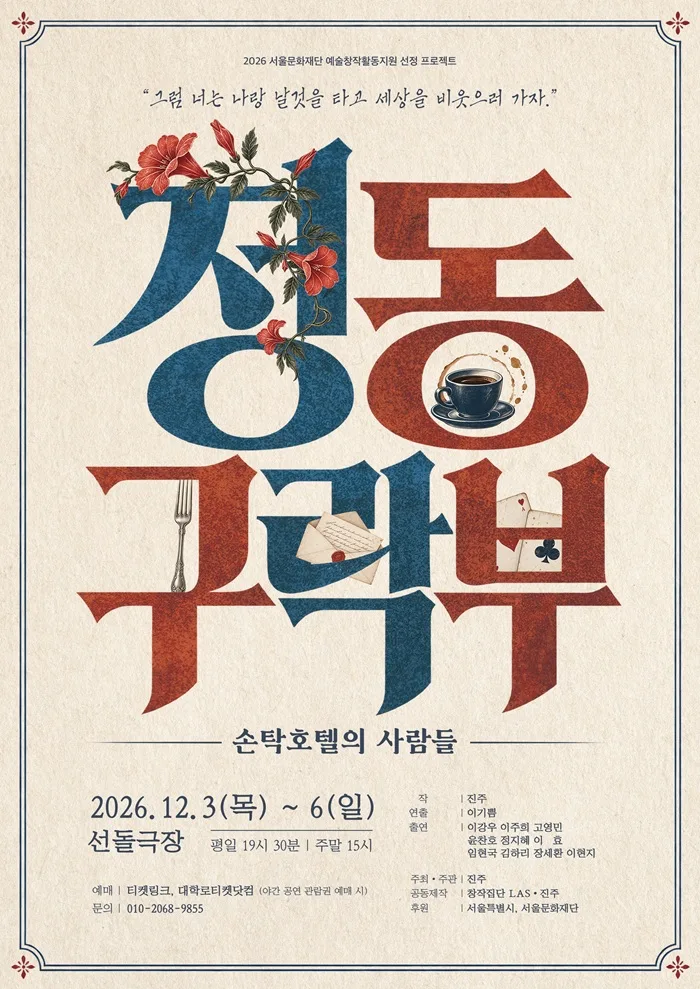 2026 서울문화재단 예술창작활동지원 선정 프로젝트
“그럼 너는 나랑 날것을 타고 세상을 비웃으러 가자.”
정동
구락부
손탁호텔의 사람들
2026. 12. 3(목) ~ 6(일)
선돌극장 평일 19시 30분 | 주말 15시
예매 | 티켓링크, 대학로티켓닷컴 (야간 공연 관람권 예매 시)
문의 | 010-2068-9855
작 | 진주
연출 | 이기쁨
출연 | 이강우 이주희 고영민
윤찬호 정지혜 이 효
임현국 김하리 장세환 이현지
주최・주관 | 진주
공동제작 | 창작집단 LAS・진주
후원 | 서울특별시, 서울문화재단